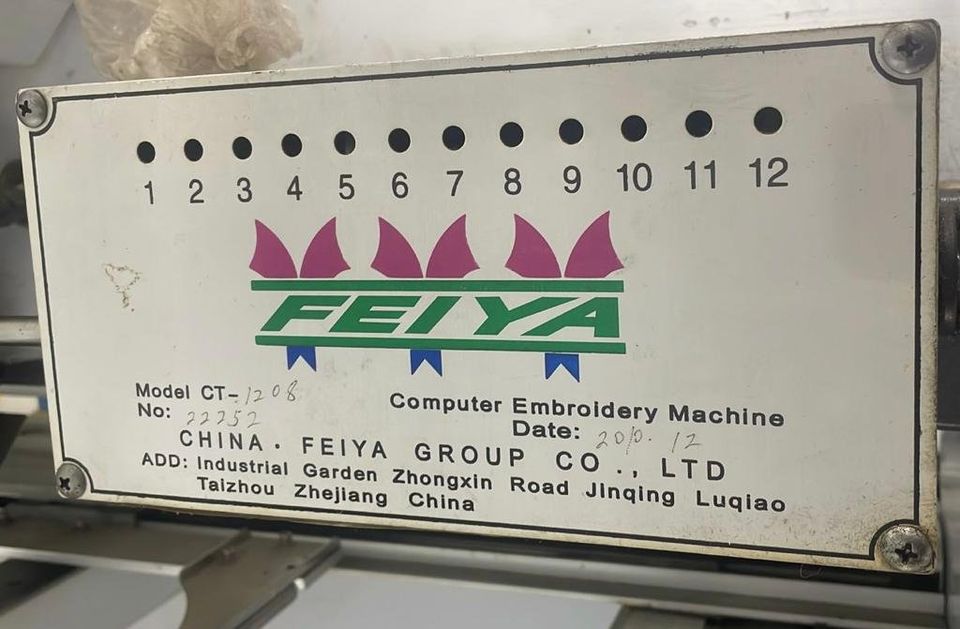 1 2 3 4 5 6 7 8 9 10 11 12
FEIYA
Model CT-1208
Computer Embroidery Machine
No: 22352
Date: 2010.12
CHINA. FEIYA GROUP CO., LTD
ADD: Industrial Garden Zhongxin Road Jinqing Luqiao
Taizhou Zhejiang China